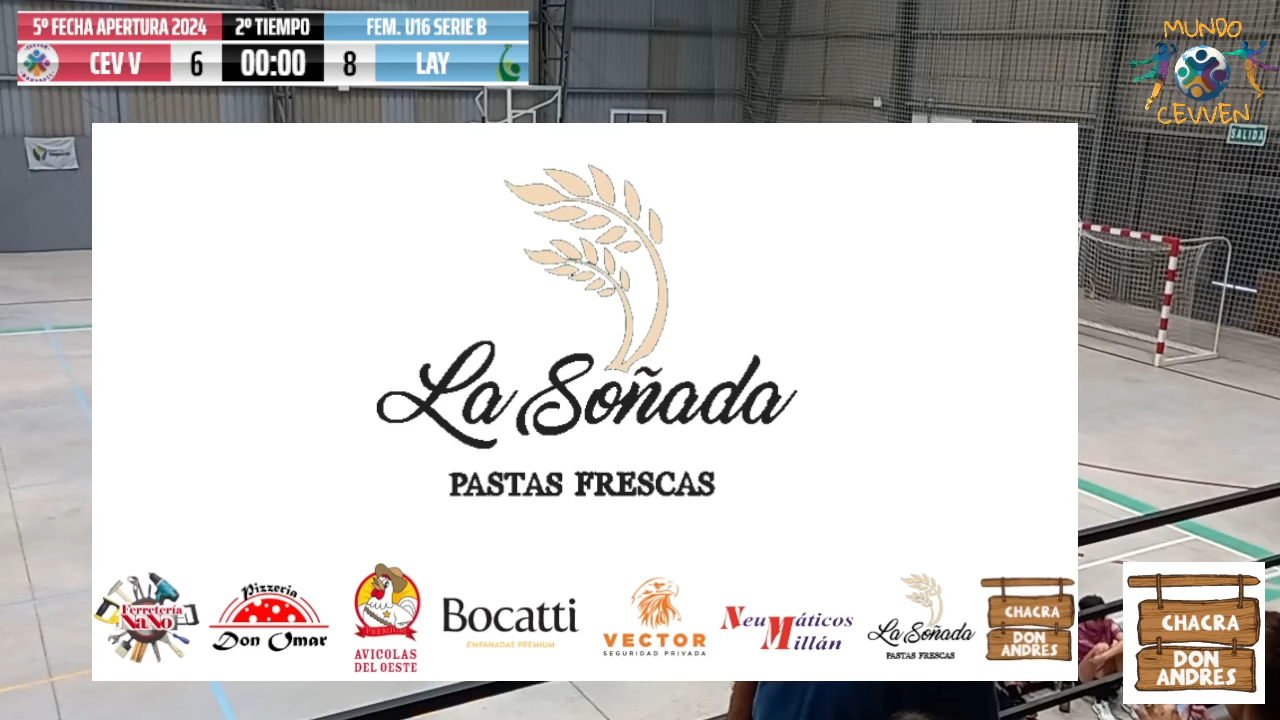 5º FECHA APERTURA 2024 2º TIEMPO FEM. U16 SERIE B
CEV V 6 00:00 8 LAY
MUNDO
CEVVEN
SALIDA
La Soñada
PASTAS FRESCAS
Ferretería
NaNo
Pizzería
Don Omar
PREMIUM
AVICOLAS
DEL OESTE
Bocatti
EMPANADAS PREMIUM
VECTOR
SEGURIDAD PRIVADA
NeuMáticos
Millán
La Soñada
PASTAS FRESCAS
CHACRA
DON
ANDRES
CHACRA
DON
ANDRES